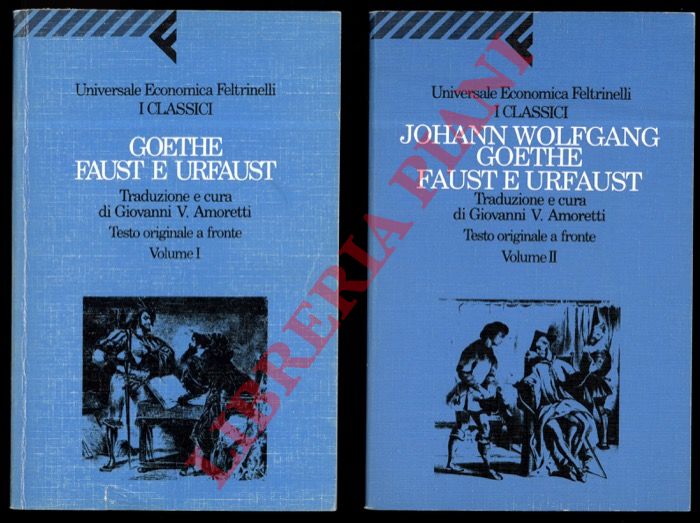 Universale Economica Feltrinelli
I CLASSICI
GOETHE
FAUST E URFAUST
Traduzione e cura
di Giovanni V. Amoretti
Testo originale a fronte
Volume I
Universale Economica Feltrinelli
I CLASSICI
JOHANN WOLFGANG
GOETHE
FAUST E URFAUST
Traduzione e cura
di Giovanni V. Amoretti
Testo originale a fronte
Volume II
LIBRERIA PIANI